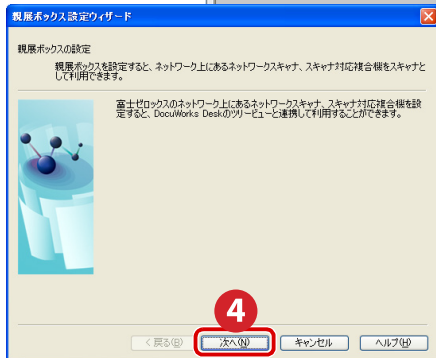 親展ボックス設定ウィザード
親展ボックスの設定
親展ボックスを設定すると、ネットワーク上にあるネットワークスキャナ、スキャナ対応複合機をスキャナと
して利用できます。
富士ゼロックスのネットワーク上にあるネットワークスキャナ、スキャナ対応複合機を設
定すると、DocuWorks Deskのツリービューと連携して利用することができます。
4
< 戻る(B)
次へ(N)
キャンセル
ヘルプ(H)